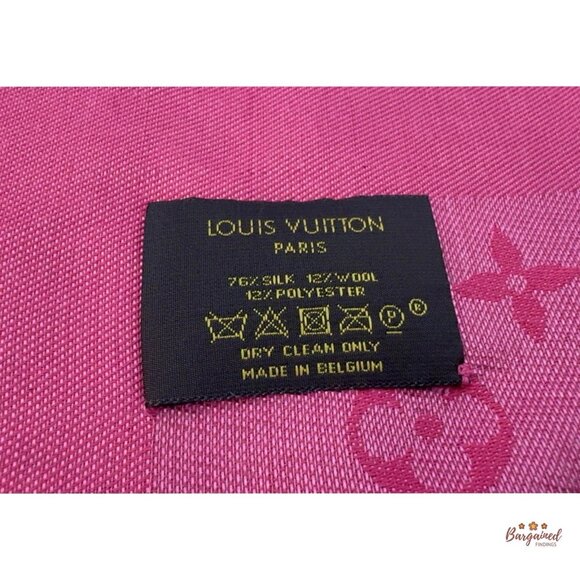 LOUIS VUITTON
PARIS
76% SILK 12% WOOL
12% POLYESTER
P ®
DRY CLEAN ONLY
MADE IN BELGIUM
Bargained
FINDINGS